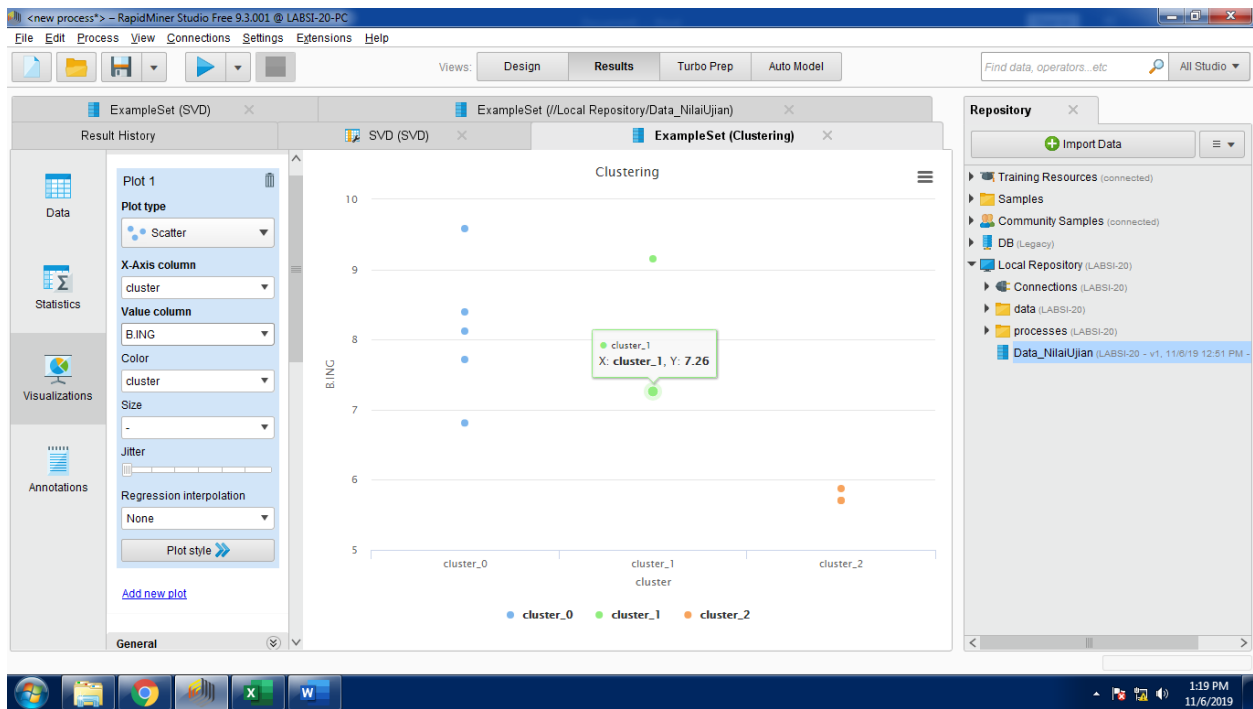 <new process*> – RapidMiner Studio Free 9.3.001 @ LABSI-20-PC
File Edit Process View Connections Settings Extensions Help
Views: Design Results Turbo Prep Auto Model
Find data, operators...etc All Studio
ExampleSet (SVD) ExampleSet (//Local Repository/Data_NilaiUjian)
Result History SVD (SVD) ExampleSet (Clustering)
Data
Statistics
Visualizations
Annotations
Plot 1
Plot type
Scatter
X-Axis column
cluster
Value column
B.ING
Color
cluster
Size
-
Jitter
Regression interpolation
None
Plot style
Add new plot
General
Clustering
10
9
8
7
6
5
B.ING
cluster_1
X: cluster_1, Y: 7.26
cluster_0 cluster_1 cluster_2
cluster
cluster_0 cluster_1 cluster_2
Repository
Import Data
Training Resources (connected)
Samples
Community Samples (connected)
DB (Legacy)
Local Repository (LABSI-20)
Connections (LABSI-20)
data (LABSI-20)
processes (LABSI-20)
Data_NilaiUjian (LABSI-20 - v1, 11/6/19 12:51 PM -
1:19 PM
11/6/2019